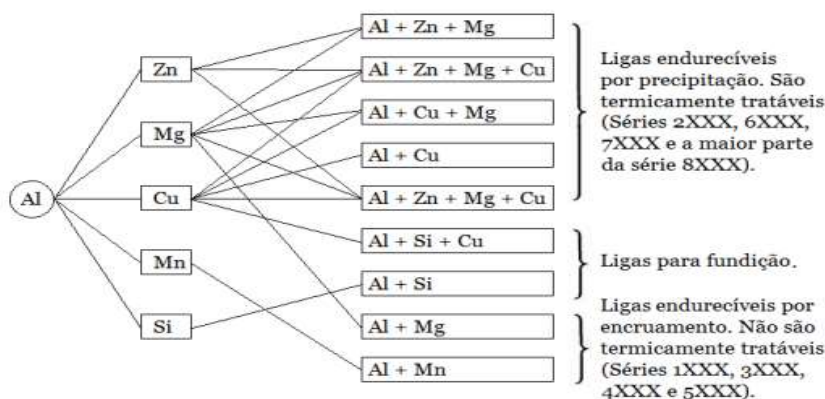 Al
Zn
Mg
Cu
Mn
Si
Al + Zn + Mg
Al + Zn + Mg + Cu
Al + Cu + Mg
Al + Cu
Al + Zn + Mg + Cu
Al + Si + Cu
Al + Si
Al + Mg
Al + Mn
Ligas endurecíveis
por precipitação. São
termicamente tratáveis
(Séries 2XXX, 6XXX,
7XXX e a maior parte
da série 8XXX).
Ligas para fundição.
Ligas endurecíveis por
encruamento. Não são
termicamente tratáveis
(Séries 1XXX, 3XXX,
4XXX e 5XXX).